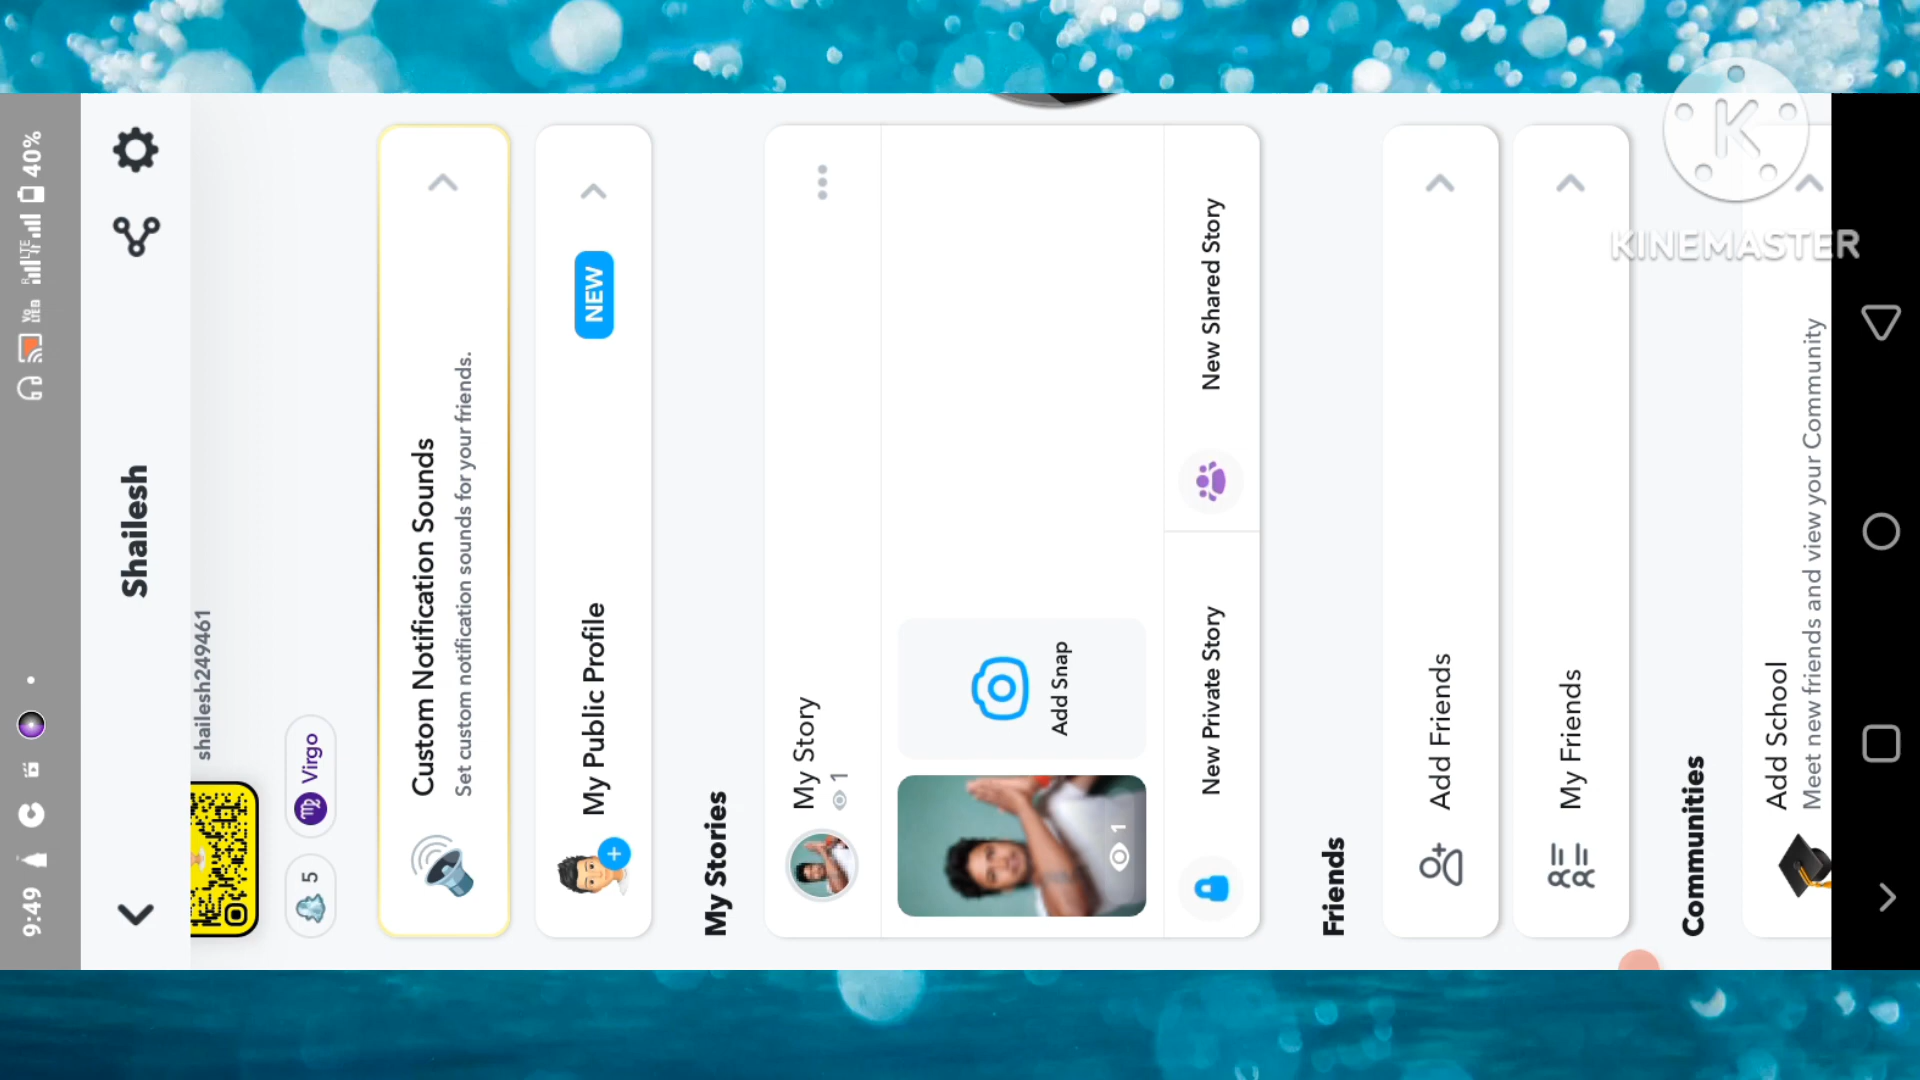 9:49
40%
Shailesh
shailesh249461
5
Virgo
Custom Notification Sounds
Set custom notification sounds for your friends.
My Public Profile
NEW
My Stories
My Story
1
Add Snap
1
New Private Story
New Shared Story
Friends
Add Friends
My Friends
Communities
Add School
Meet new friends and view your Community
K
KINEMASTER